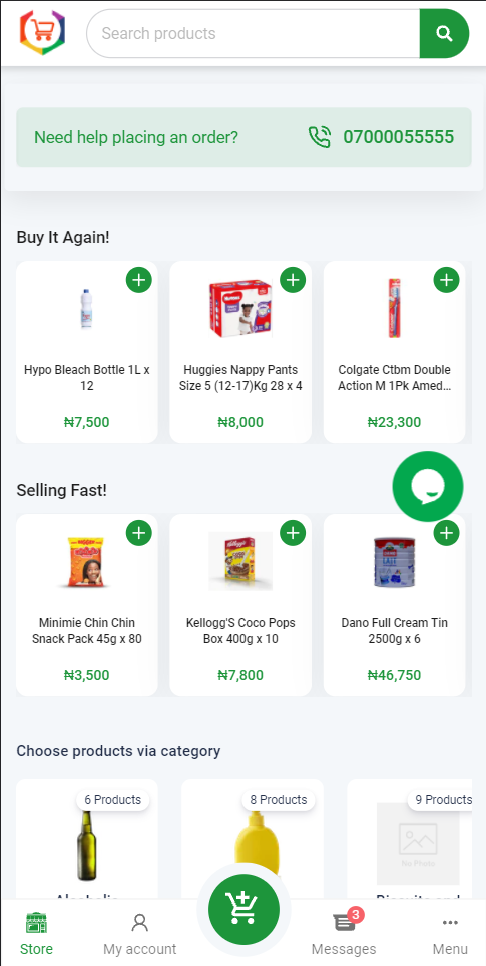 Search products
Need help placing an order?
07000055555
Buy It Again!
Hypo Bleach Bottle 1L x
12
₦7,500
Huggies Nappy Pants
Size 5 (12-17)Kg 28 x 4
₦8,000
Colgate Ctbm Double
Action M 1Pk Amed...
₦23,300
Selling Fast!
Minimie Chin Chin
Snack Pack 45g x 80
₦3,500
Kellogg'S Coco Pops
Box 400g x 10
₦7,800
Dano Full Cream Tin
2500g x 6
₦46,750
Choose products via category
6 Products
8 Products
9 Products
No Photo
Store
My account
3
Messages
Menu